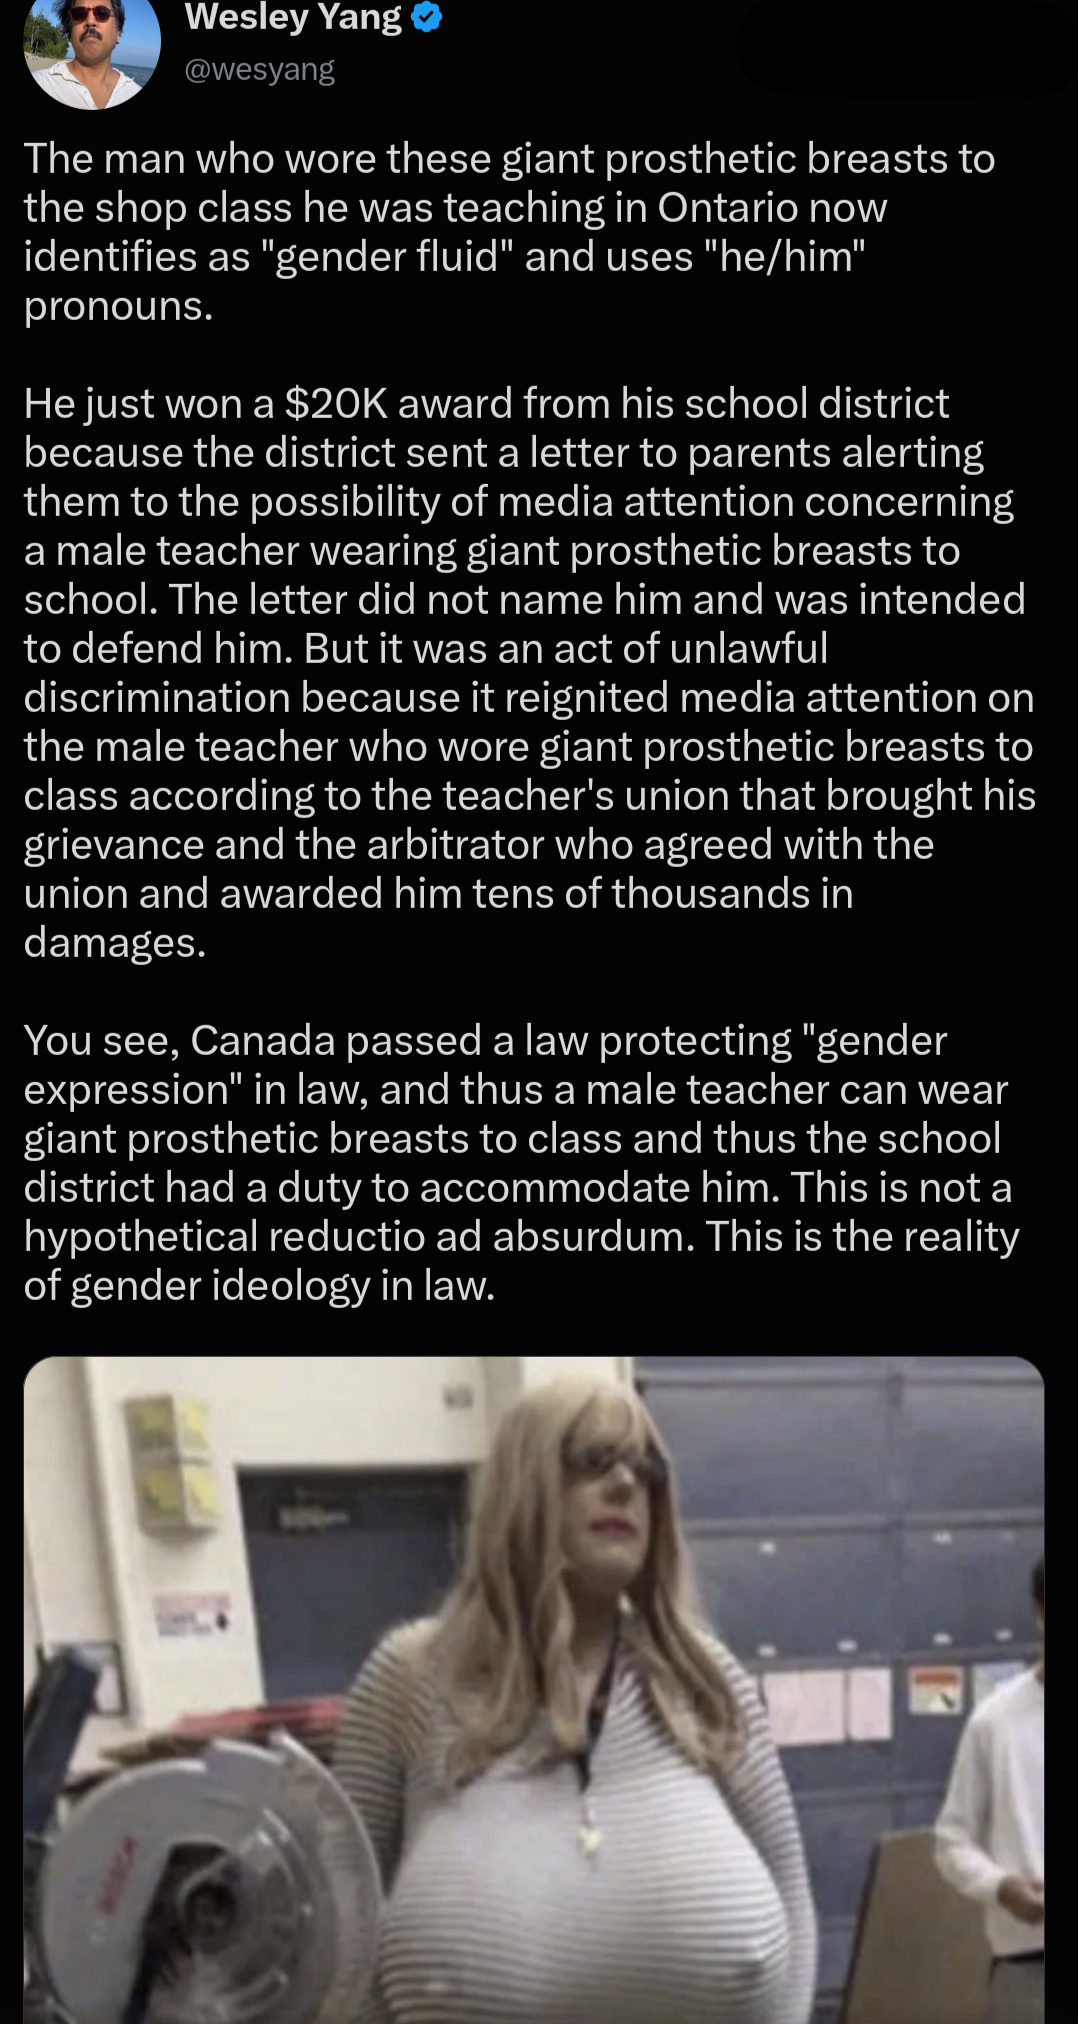 Wesley Yang
@wesyang
The man who wore these giant prosthetic breasts to
the shop class he was teaching in Ontario now
identifies as "gender fluid" and uses "he/him"
pronouns.
He just won a $20K award from his school district
because the district sent a letter to parents alerting
them to the possibility of media attention concerning
a male teacher wearing giant prosthetic breasts to
school. The letter did not name him and was intended
to defend him. But it was an act of unlawful
discrimination because it reignited media attention on
the male teacher who wore giant prosthetic breasts to
class according to the teacher's union that brought his
grievance and the arbitrator who agreed with the
union and awarded him tens of thousands in
damages.
You see, Canada passed a law protecting "gender
expression" in law, and thus a male teacher can wear
giant prosthetic breasts to class and thus the school
district had a duty to accommodate him. This is not a
hypothetical reductio ad absurdum. This is the reality
of gender ideology in law.